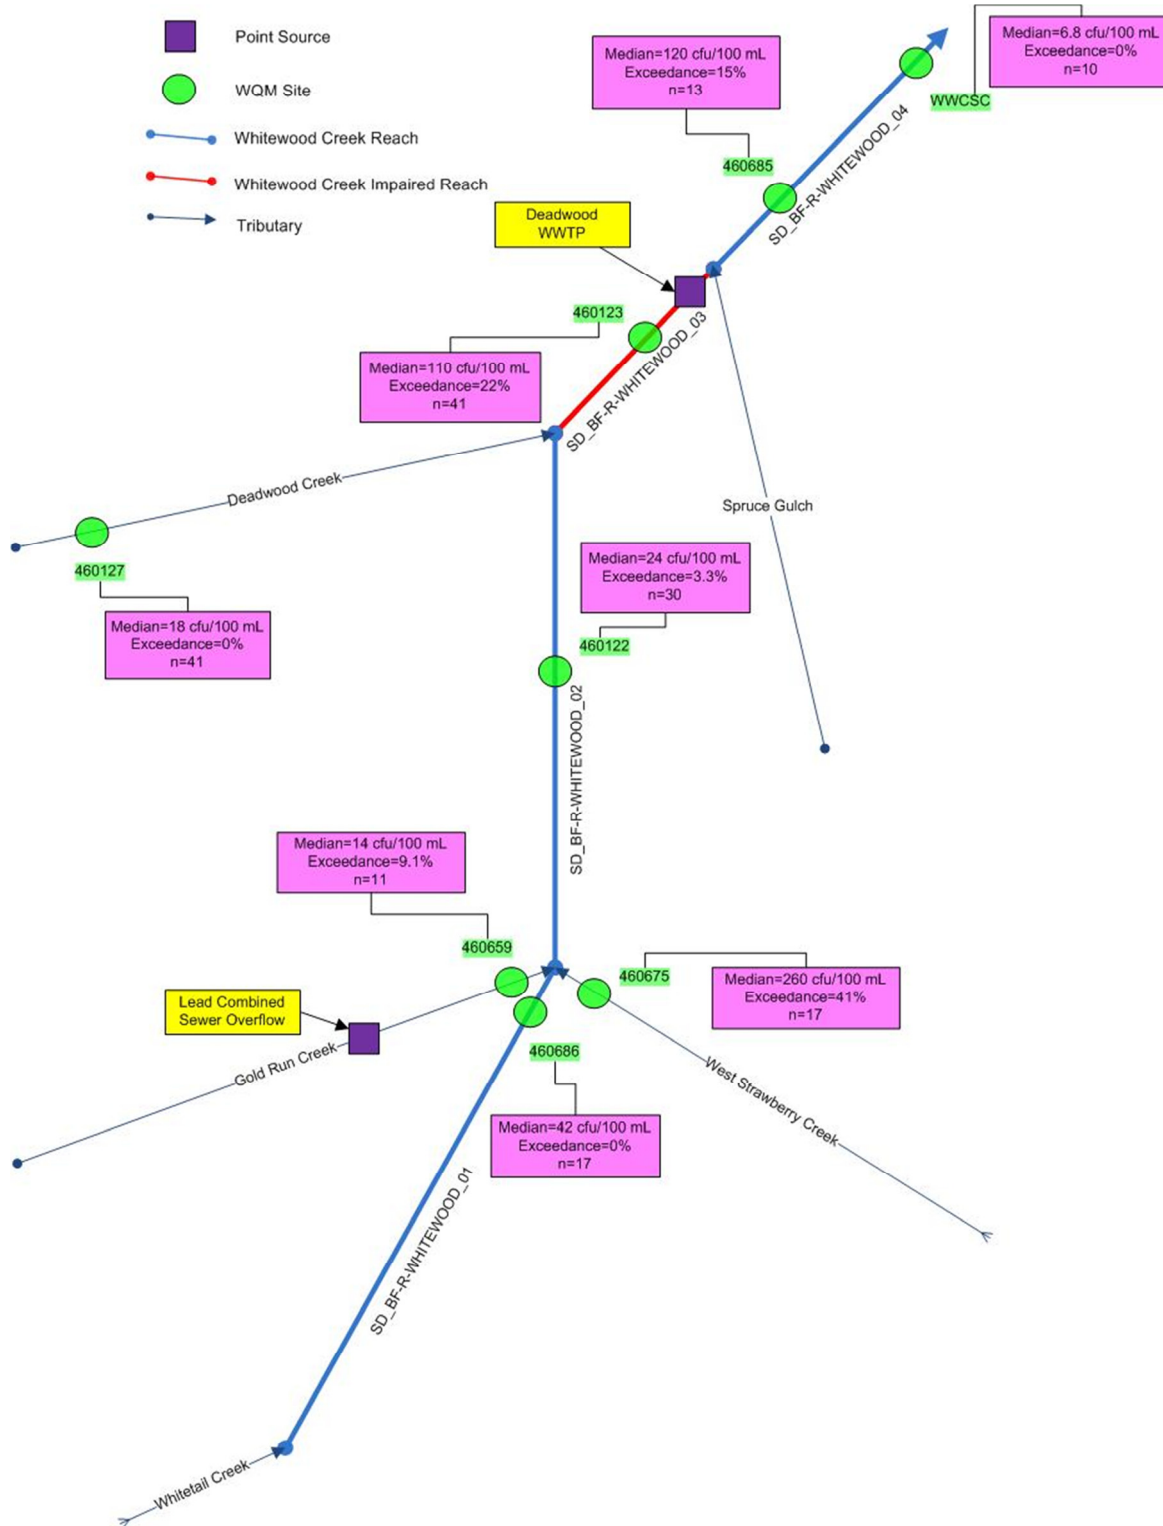 Point Source
WQM Site
Whitewood Creek Reach
Whitewood Creek Impaired Reach
Tributary
Median=6.8 cfu/100 mL
Exceedance=0%
n=10
WWCSC
Median=120 cfu/100 mL
Exceedance=15%
n=13
460685
SD_BF-R-WHITEWOOD_04
Deadwood
WWTP
460123
Median=110 cfu/100 mL
Exceedance=22%
n=41
SD_BF-R-WHITEWOOD_03
Deadwood Creek
460127
Median=18 cfu/100 mL
Exceedance=0%
n=41
Spruce Gulch
Median=24 cfu/100 mL
Exceedance=3.3%
n=30
460122
SD_BF-R-WHITEWOOD_02
Median=14 cfu/100 mL
Exceedance=9.1%
n=11
460659
460675
Median=260 cfu/100 mL
Exceedance=41%
n=17
Lead Combined
Sewer Overflow
Gold Run Creek
460686
Median=42 cfu/100 mL
Exceedance=0%
n=17
West Strawberry Creek
SD_BF-R-WHITEWOOD_01
Whitetail Creek